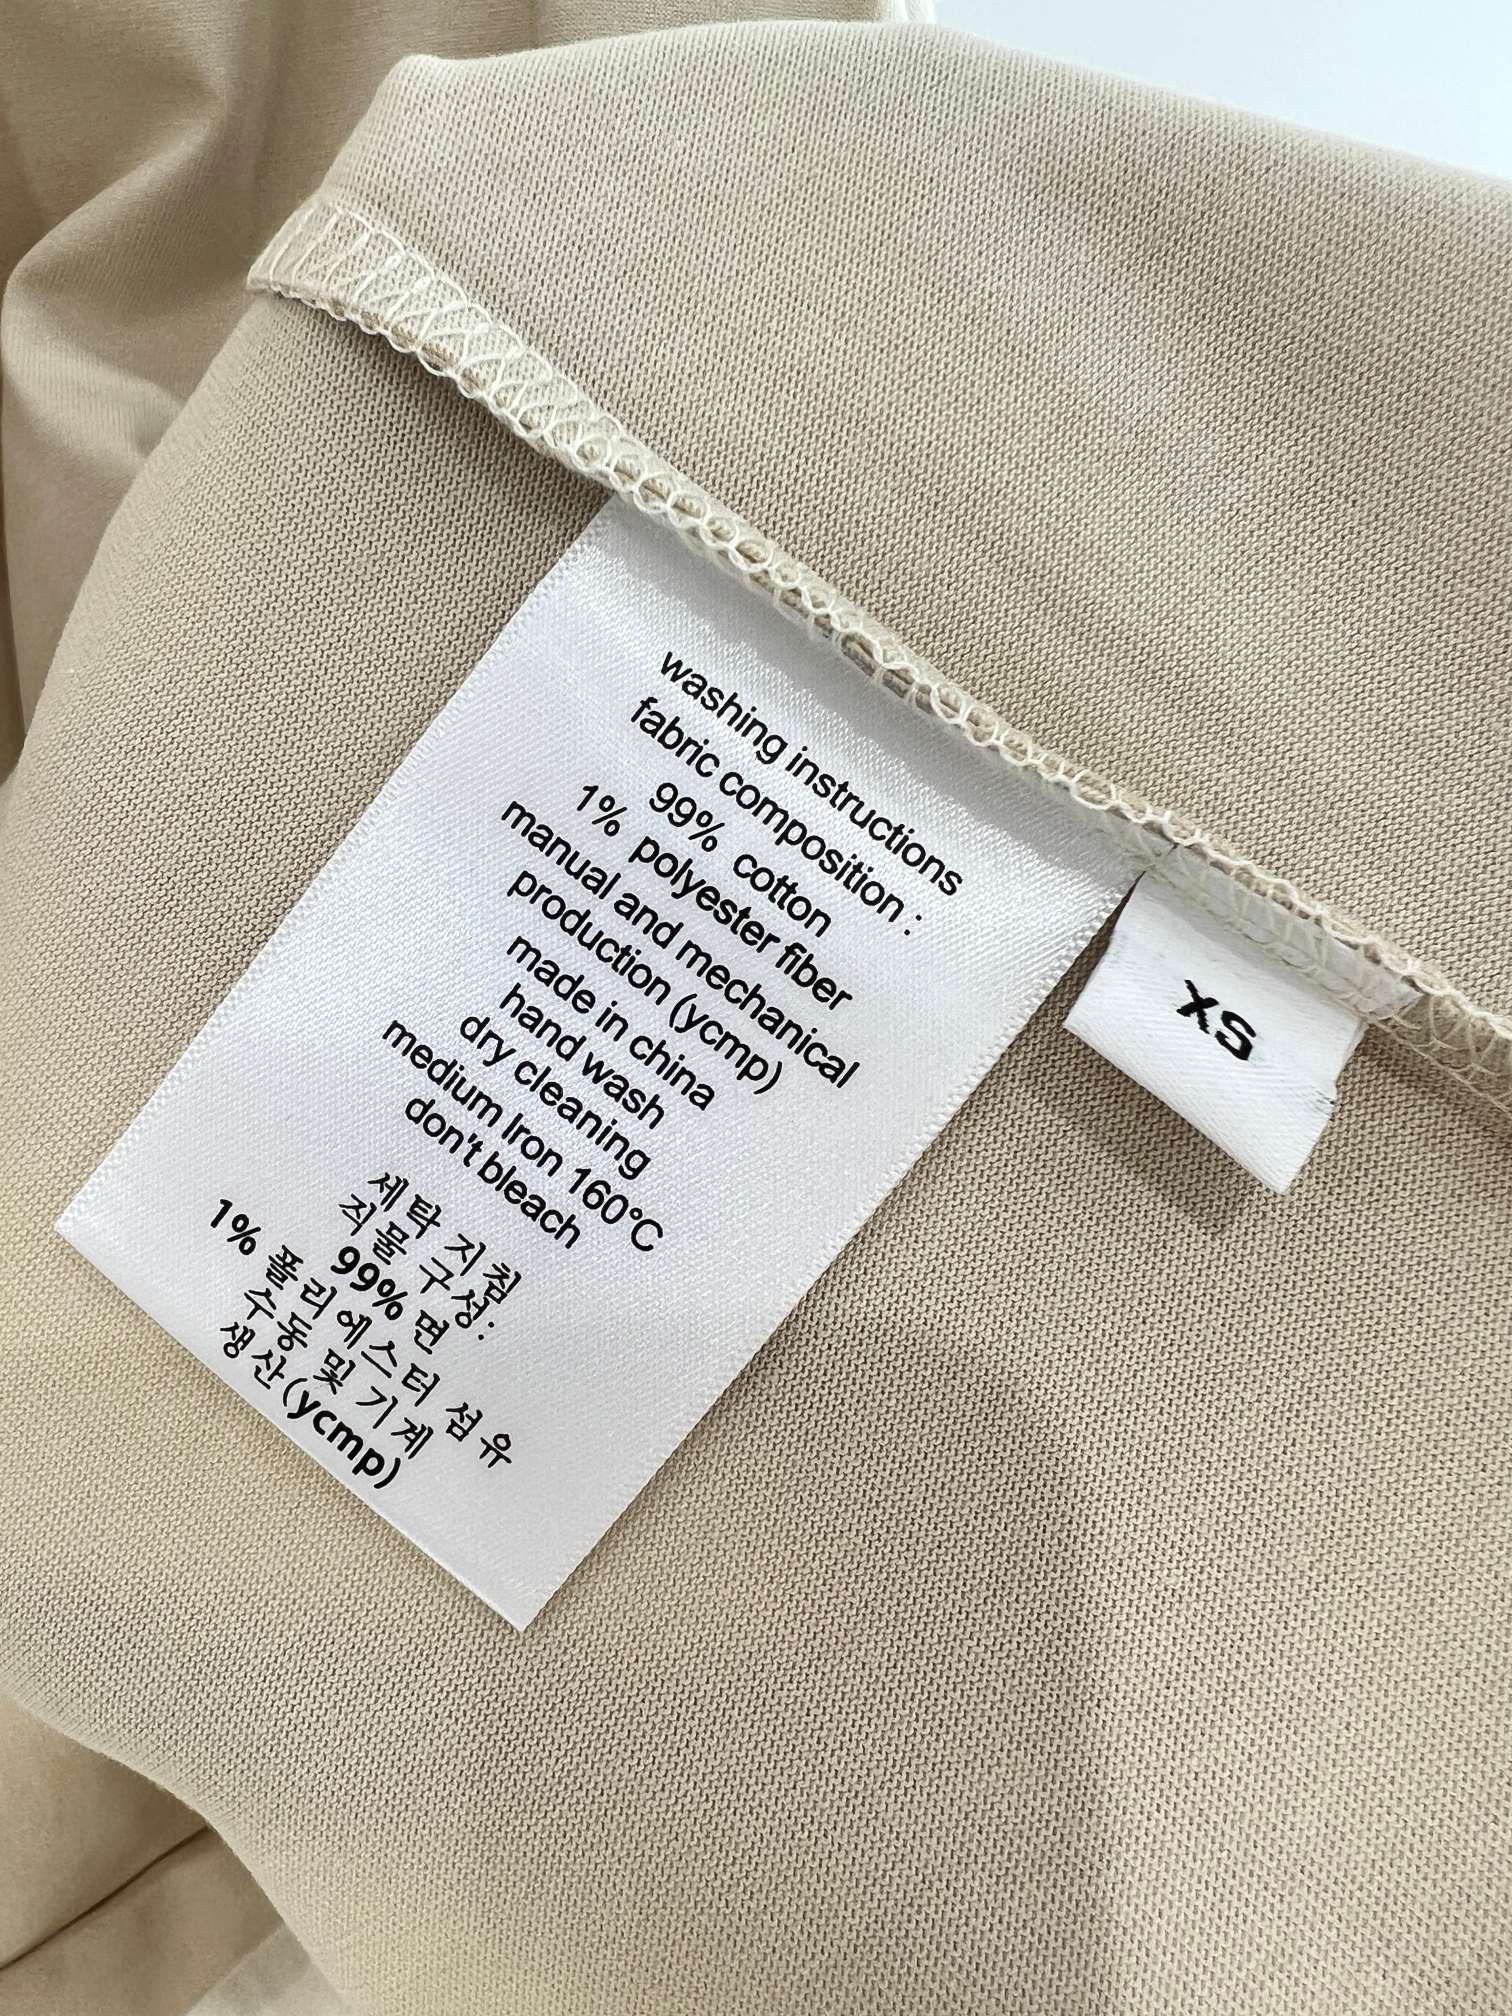 washing instructions
fabric composition :
99% cotton
1% polyester fiber
manual and mechanical
production (ycmp)
made in china
hand wash
dry cleaning
medium Iron 160°C
don't bleach
세탁 지침
직물 구성:
99% 면
1% 폴리에스터 섬유
수동 및 기계
생산(ycmp)
XS